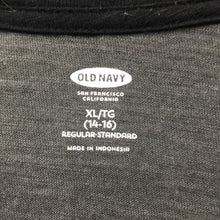 OLD NAVY
SAN FRANCISCO
CALIFORNIA
XL/TG
(14-16)
REGULAR-STANDARD
MADE IN INDONESIA